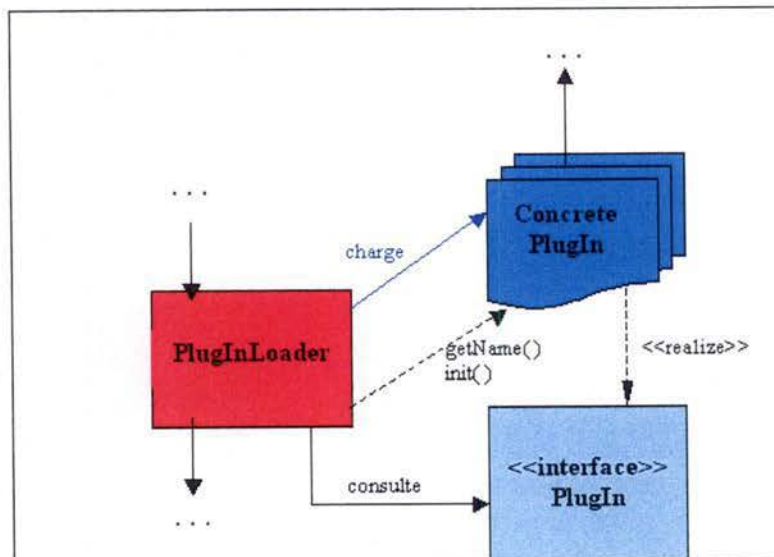 ...
...
Concrete
PlugIn
charge
PlugInLoader
getName()
init()
<<realize>>
<<interface>>
PlugIn
consulte
...